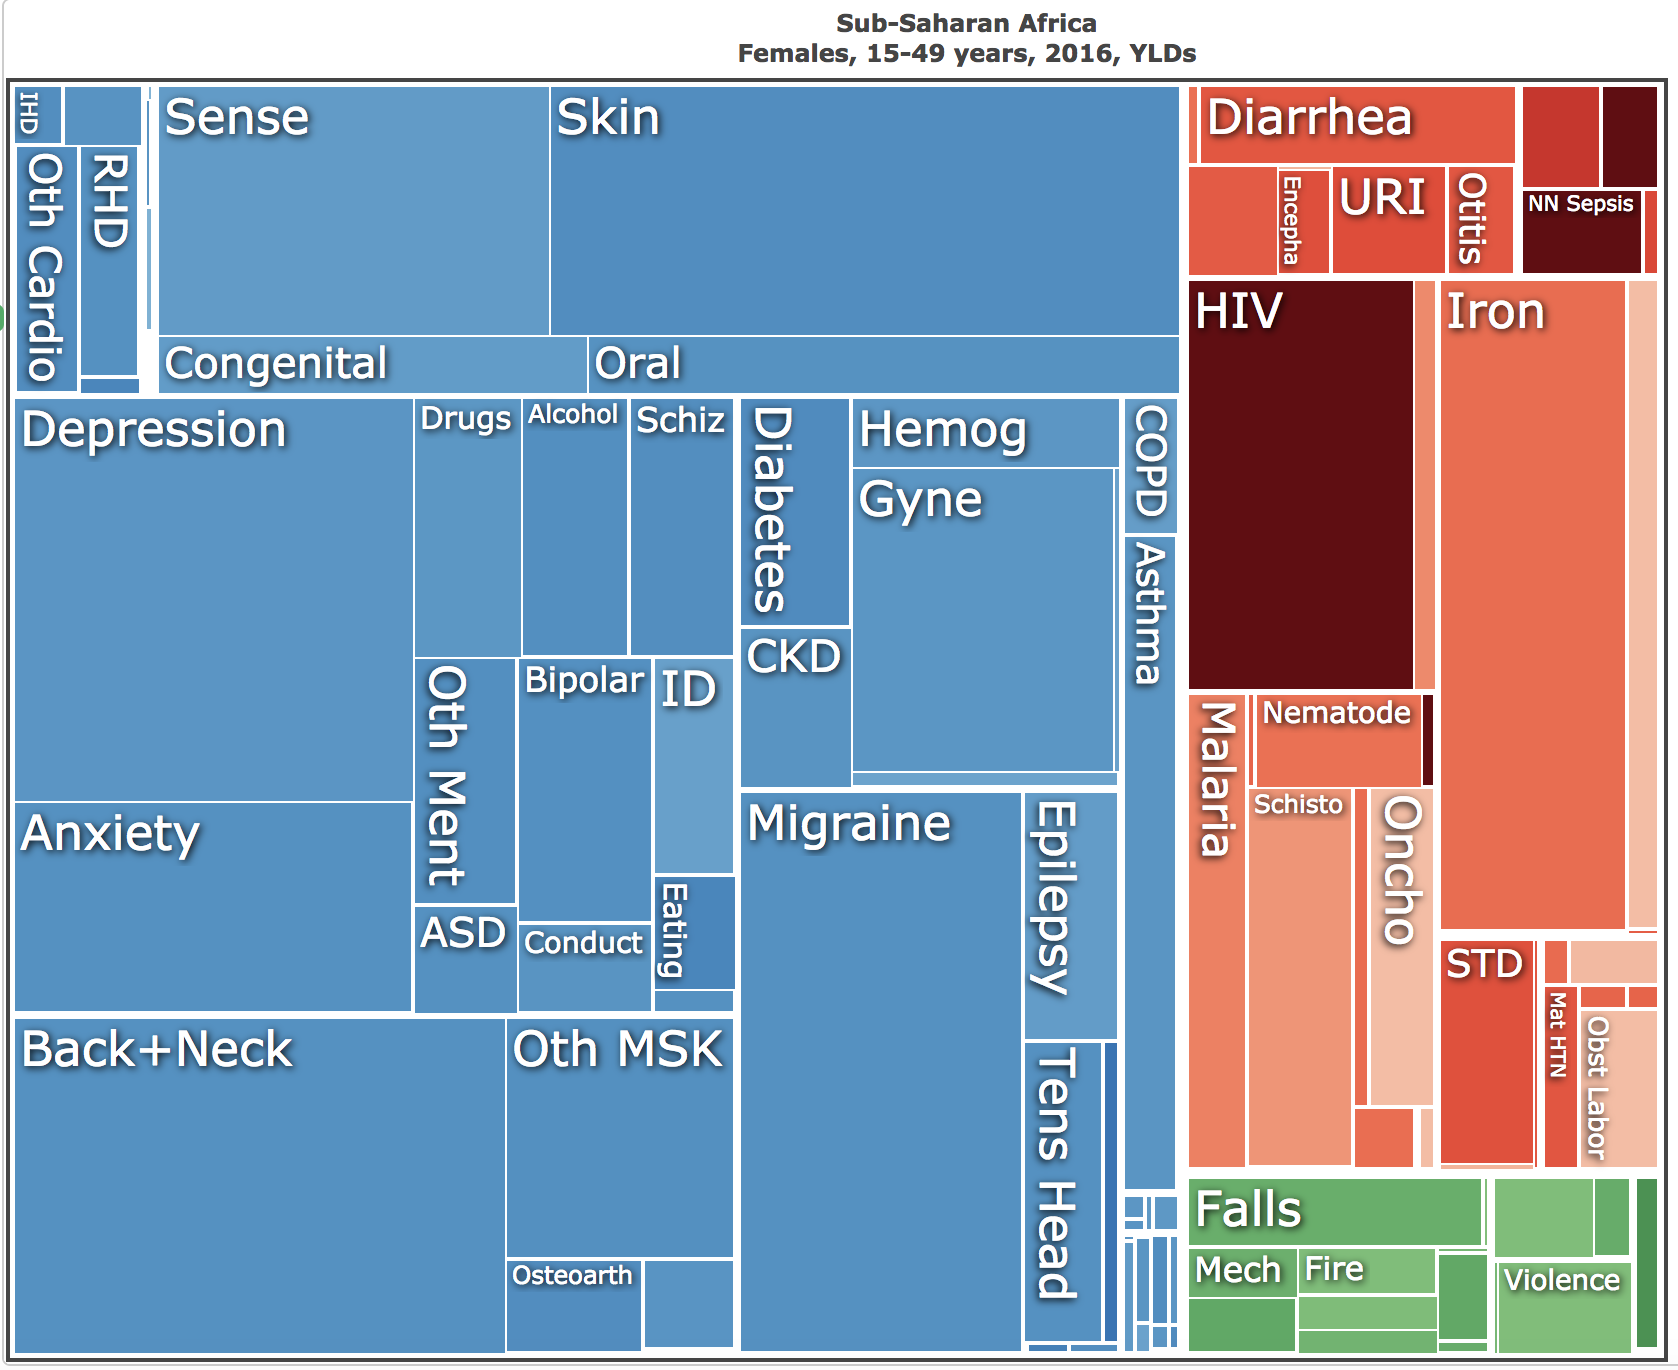 Sub-Saharan Africa
Females, 15-49 years, 2016, YLDs
IHD
Oth Cardio
RHD
Sense
Skin
Congenital
Oral
Diarrhea
Encepha
URI
Otitis
NN Sepsis
HIV
Iron
Depression
Drugs
Alcohol
Schiz
Diabetes
Hemog
Gyne
COPD
Asthma
CKD
Oth Ment
Bipolar
ID
Eating
ASD
Conduct
Anxiety
Malaria
Nematode
Schisto
Oncho
Migraine
Epilepsy
Tens Head
STD
Mat HTN
Obst Labor
Back+Neck
Oth MSK
Osteoarth
Falls
Mech
Fire
Violence